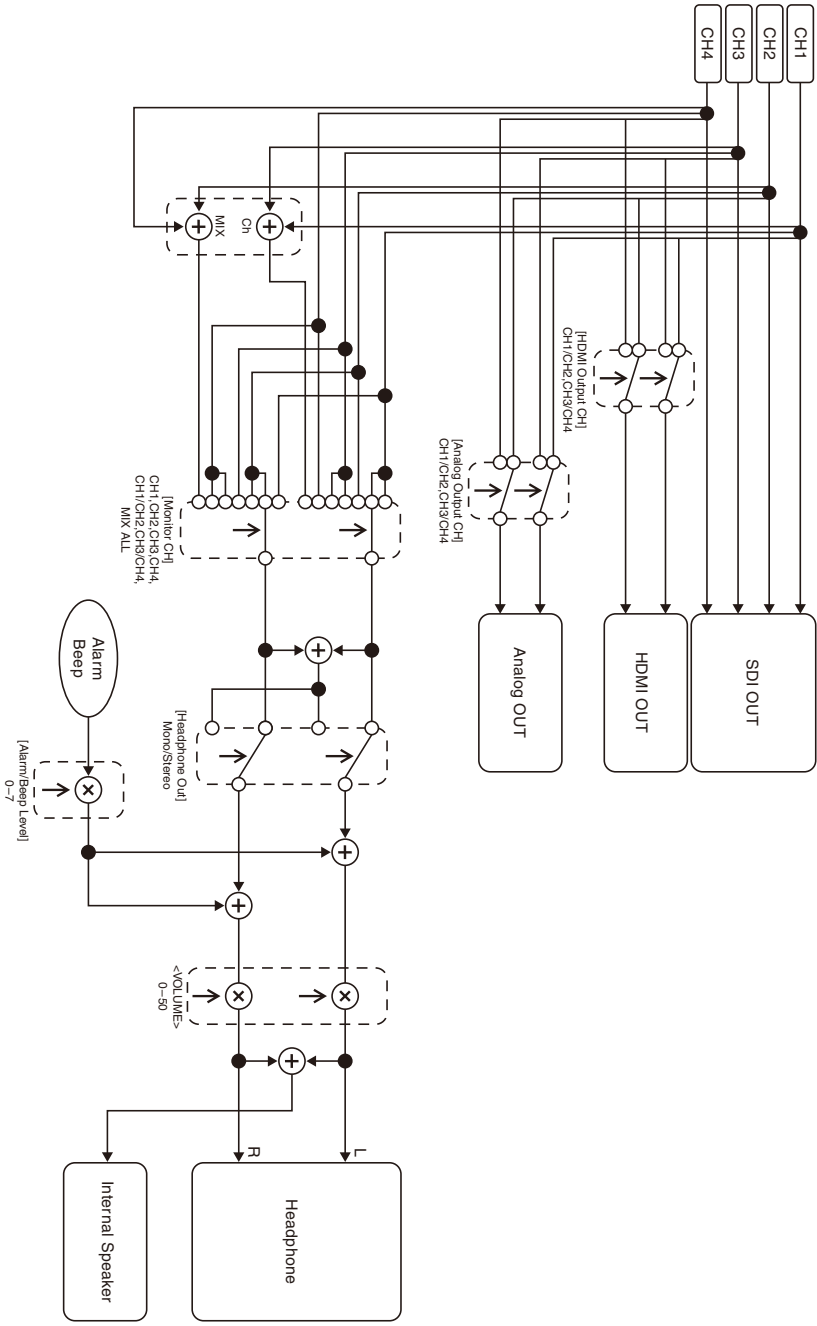 CH1
CH2
CH3
CH4
SDI OUT
[HDMI Output CH]
CH1/CH2,CH3/CH4
HDMI OUT
[Analog Output CH]
CH1/CH2,CH3/CH4
Analog OUT
Ch
MIX
[Monitor CH]
CH1,CH2,CH3,CH4,
CH1/CH2,CH3/CH4,
MIX ALL
[Headphone Out]
Mono/Stereo
<VOLUME>
0–50
L
R
Headphone
Alarm
Beep
[Alarm/Beep Level]
0–7
Internal Speaker